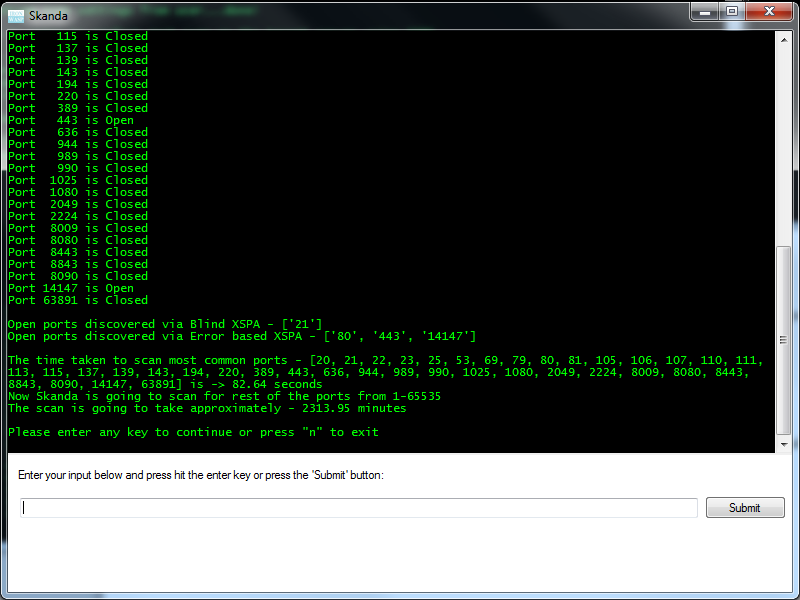 Skanda
Port   115 is Closed
Port   137 is Closed
Port   139 is Closed
Port   143 is Closed
Port   194 is Closed
Port   220 is Closed
Port   389 is Closed
Port   443 is Open
Port   636 is Closed
Port   944 is Closed
Port   989 is Closed
Port   990 is Closed
Port  1025 is Closed
Port  1080 is Closed
Port  2049 is Closed
Port  2224 is Closed
Port  8009 is Closed
Port  8080 is Closed
Port  8443 is Closed
Port  8843 is Closed
Port  8090 is Closed
Port 14147 is Open
Port 63891 is Closed
Open ports discovered via Blind XSPA - ['21']
Open ports discovered via Error based XSPA - ['80', '443', '14147']
The time taken to scan most common ports - [20, 21, 22, 23, 25, 53, 69, 79, 80, 81, 105, 106, 107, 110, 111,
113, 115, 137, 139, 143, 194, 220, 389, 443, 636, 944, 989, 990, 1025, 1080, 2049, 2224, 8009, 8080, 8443,
8843, 8090, 14147, 63891] is -> 82.64 seconds
Now Skanda is going to scan for rest of the ports from 1-65535
The scan is going to take approximately - 2313.95 minutes
Please enter any key to continue or press "n" to exit
Enter your input below and press hit the enter key or press the 'Submit' button:
Submit